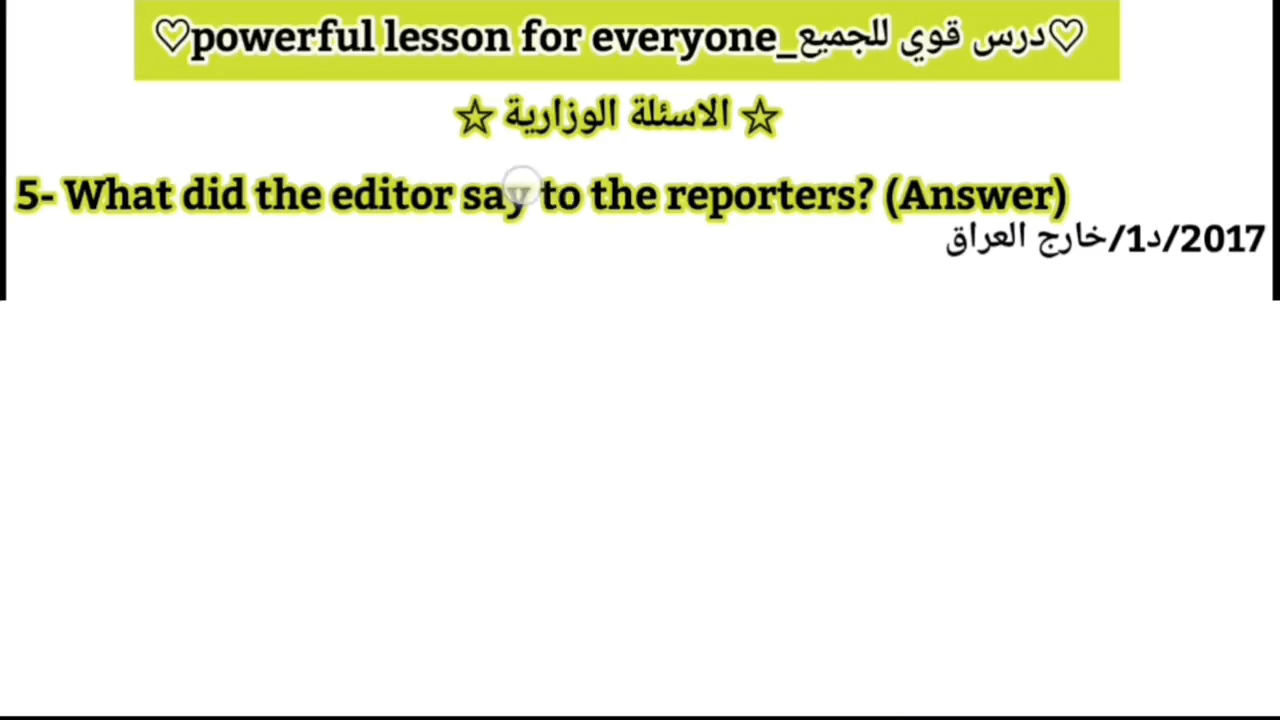 ♡powerful lesson for everyone_درس قوي للجميع♡
☆ الاسئلة الوزارية ☆
5- What did the editor say to the reporters? (Answer)
2017/د1/خارج العراق